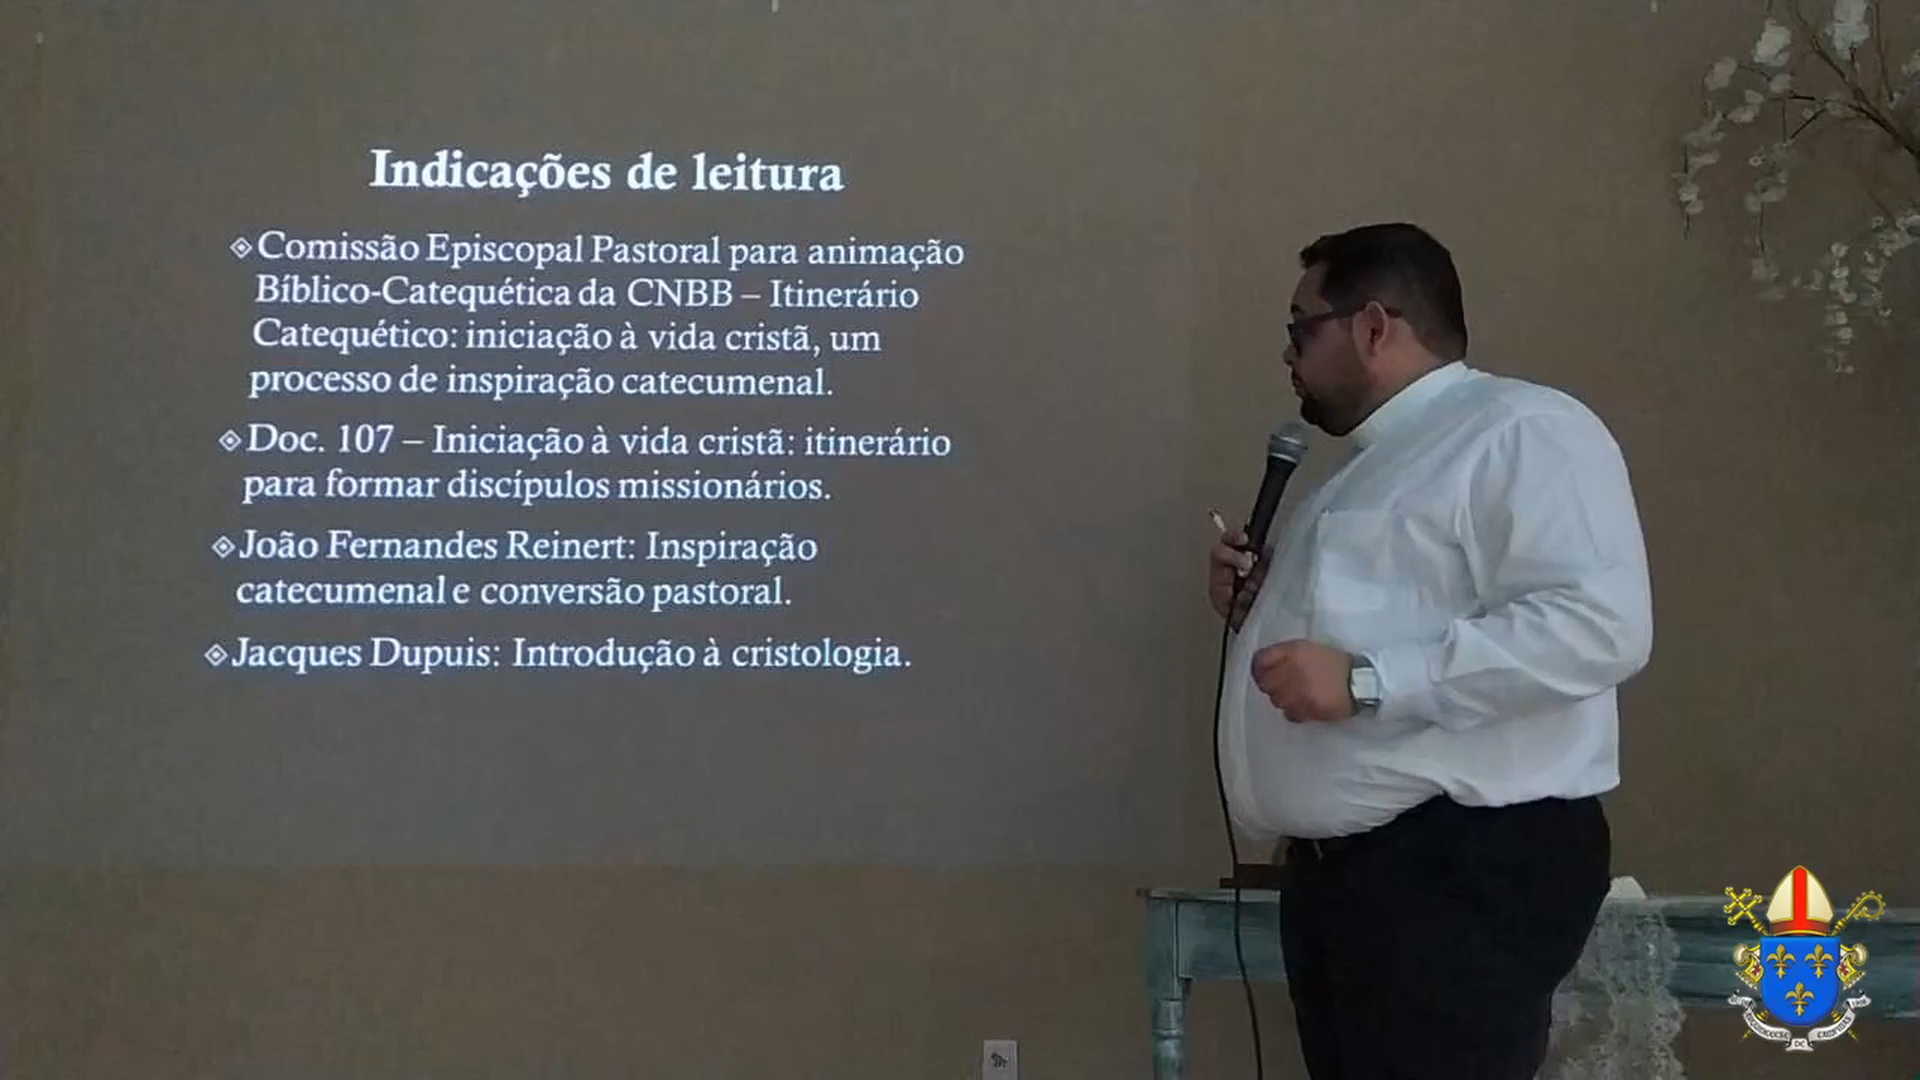 Indicações de leitura
Comissão Episcopal Pastoral para animação
Bíblico-Catequética da CNBB – Itinerário
Catequético: iniciação à vida cristã, um
processo de inspiração catecumenal.
Doc. 107 – Iniciação à vida cristã: itinerário
para formar discípulos missionários.
João Fernandes Reinert: Inspiração
catecumenal e conversão pastoral.
Jacques Dupuis: Introdução à cristologia.